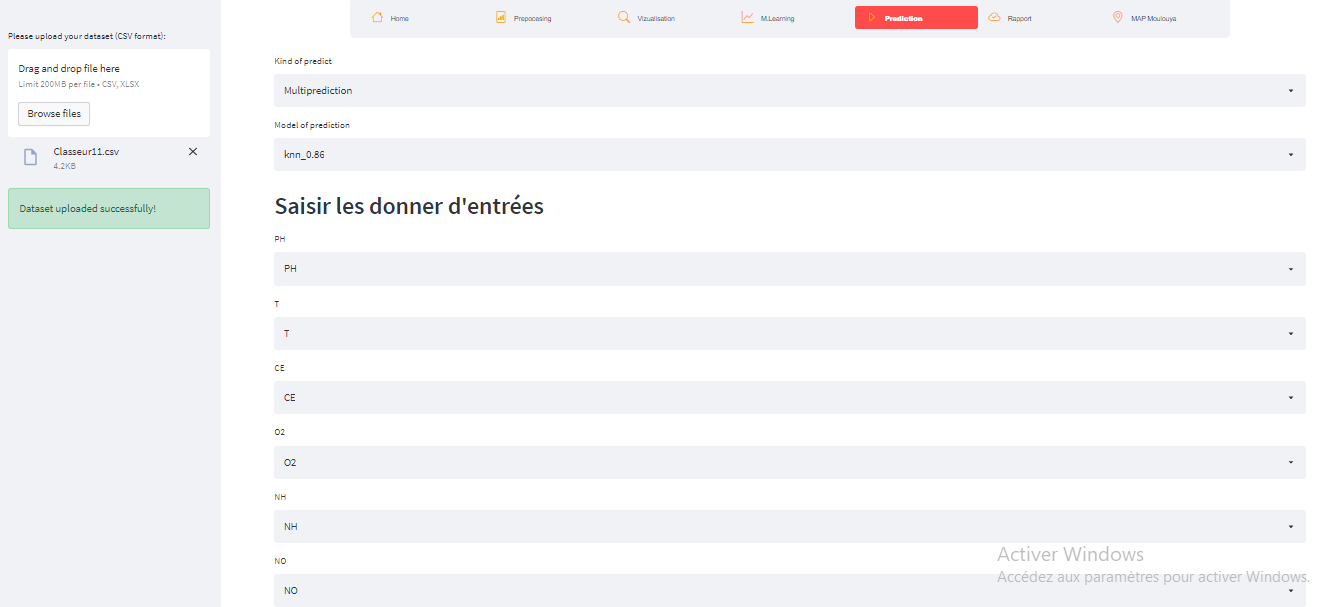 Home
Prepocesing
Vizualisation
M.Learning
Prediction
Rapport
MAP Moulouya
Please upload your dataset (CSV format):
Drag and drop file here
Limit 200MB per file • CSV, XLSX
Browse files
Classeur11.csv
4.2KB
Dataset uploaded successfully!
Kind of predict
Multiprediction
Model of prediction
knn_0.86
Saisir les donner d'entrées
PH
PH
T
T
CE
CE
O2
O2
NH
NH
NO
NO
Activer Windows
Accédez aux paramètres pour activer Windows.